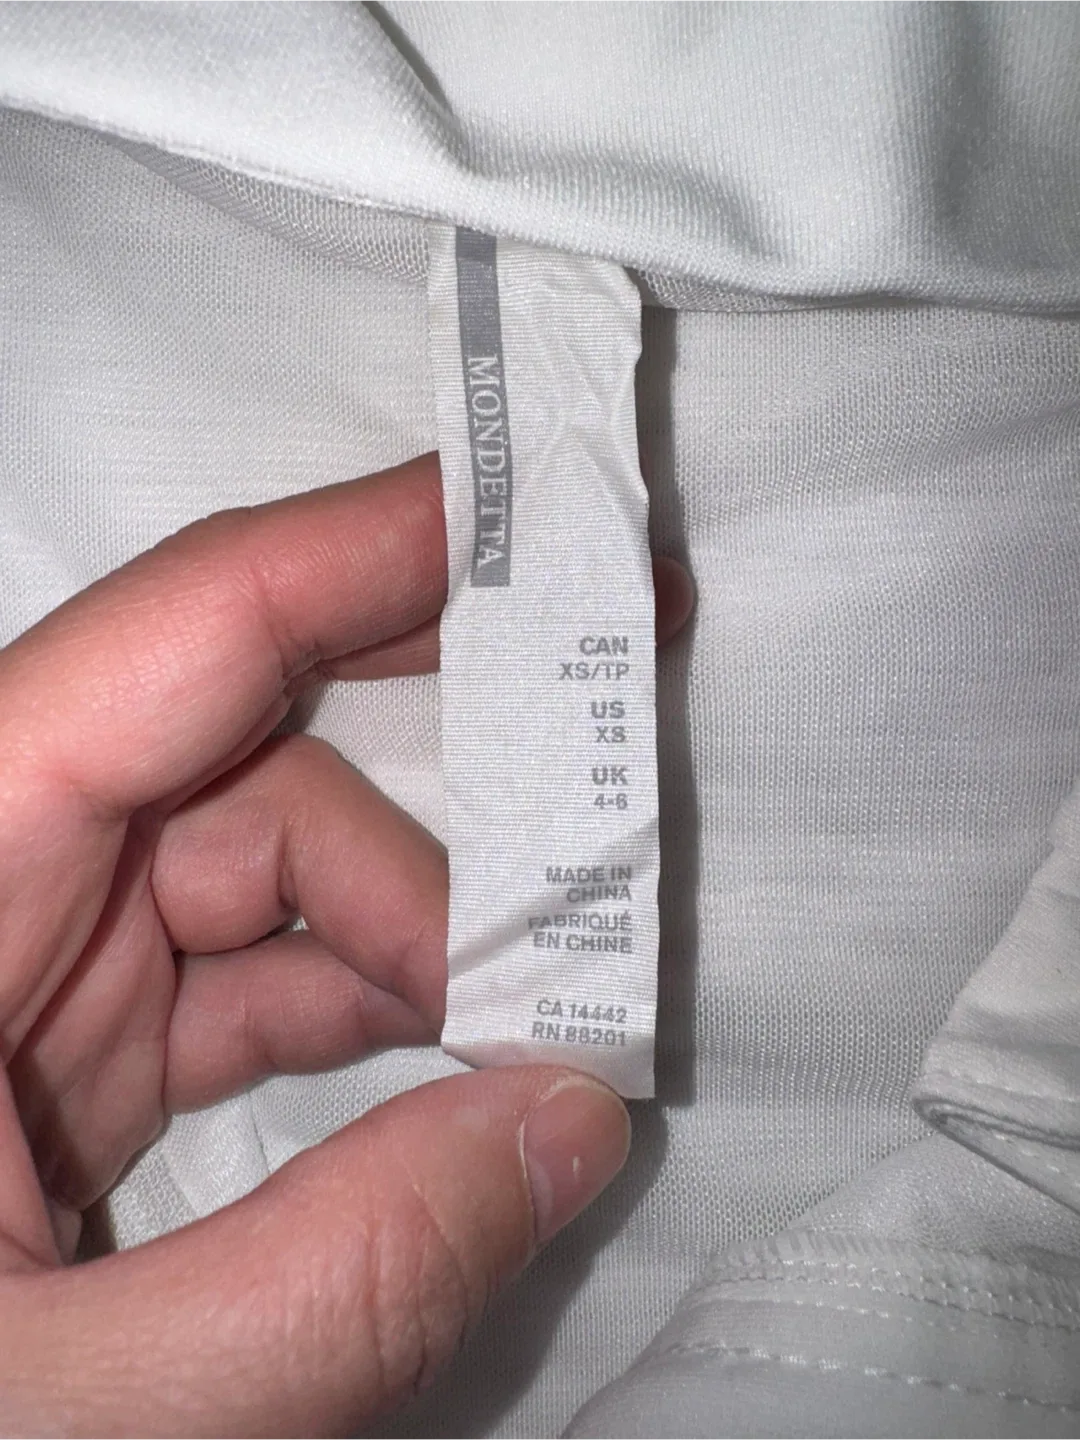 MONDETTA
CAN
XS/TP
US
XS
UK
4-6
MADE IN
CHINA
FABRIQUÉ
EN CHINE
CA 14442
RN 88201